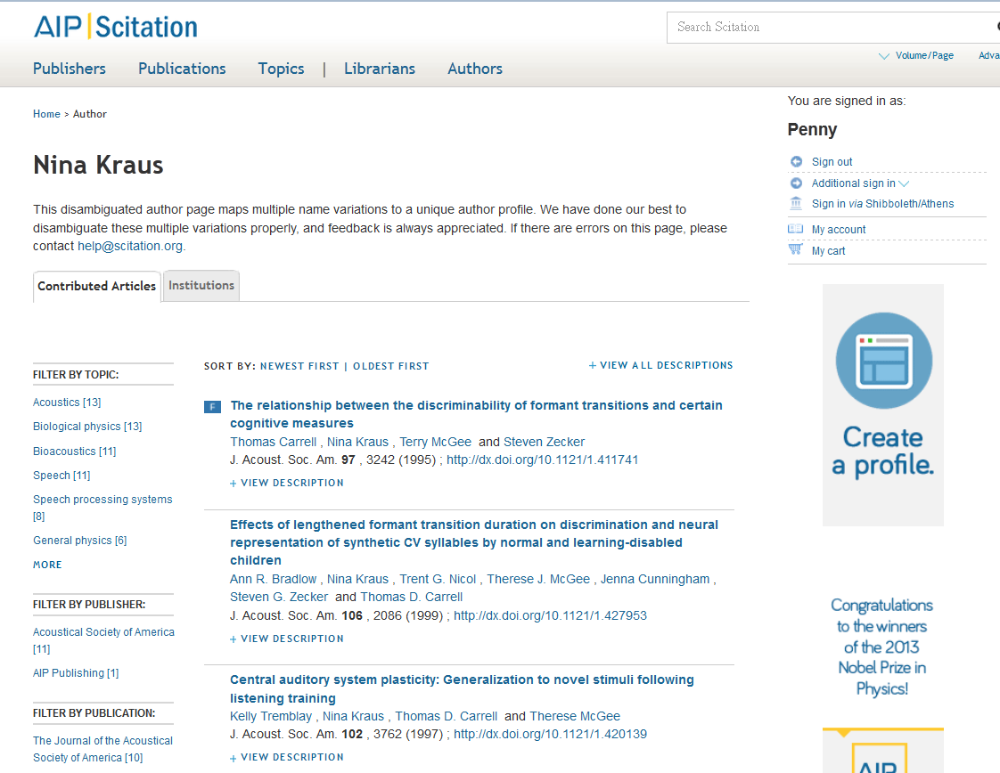 AIP|Scitation
Search Scitation
Publishers Publications Topics | Librarians Authors
Volume/Page
Home > Author
You are signed in as:
Penny
Sign out
Additional sign in
Sign in via Shibboleth/Athens
My account
My cart
Nina Kraus
This disambiguated author page maps multiple name variations to a unique author profile. We have done our best to
disambiguate these multiple variations properly, and feedback is always appreciated. If there are errors on this page, please
contact help@scitation.org.
Contributed Articles Institutions
FILTER BY TOPIC:
Acoustics [13]
Biological physics [13]
Bioacoustics [11]
Speech [11]
Speech processing systems
[8]
General physics [6]
MORE
FILTER BY PUBLISHER:
Acoustical Society of America
[11]
AIP Publishing [1]
FILTER BY PUBLICATION:
The Journal of the Acoustical
Society of America [10]
SORT BY: NEWEST FIRST | OLDEST FIRST
+ VIEW ALL DESCRIPTIONS
F
The relationship between the discriminability of formant transitions and certain
cognitive measures
Thomas Carrell , Nina Kraus , Terry McGee and Steven Zecker
J. Acoust. Soc. Am. 97 , 3242 (1995) ; http://dx.doi.org/10.1121/1.411741
+ VIEW DESCRIPTION
Effects of lengthened formant transition duration on discrimination and neural
representation of synthetic CV syllables by normal and learning-disabled
children
Ann R. Bradlow , Nina Kraus , Trent G. Nicol , Therese J. McGee , Jenna Cunningham ,
Steven G. Zecker and Thomas D. Carrell
J. Acoust. Soc. Am. 106 , 2086 (1999) ; http://dx.doi.org/10.1121/1.427953
+ VIEW DESCRIPTION
Central auditory system plasticity: Generalization to novel stimuli following
listening training
Kelly Tremblay , Nina Kraus , Thomas D. Carrell and Therese McGee
J. Acoust. Soc. Am. 102 , 3762 (1997) ; http://dx.doi.org/10.1121/1.420139
+ VIEW DESCRIPTION
Create
a profile.
Congratulations
to the winners
of the 2013
Nobel Prize in
Physics!
AIP